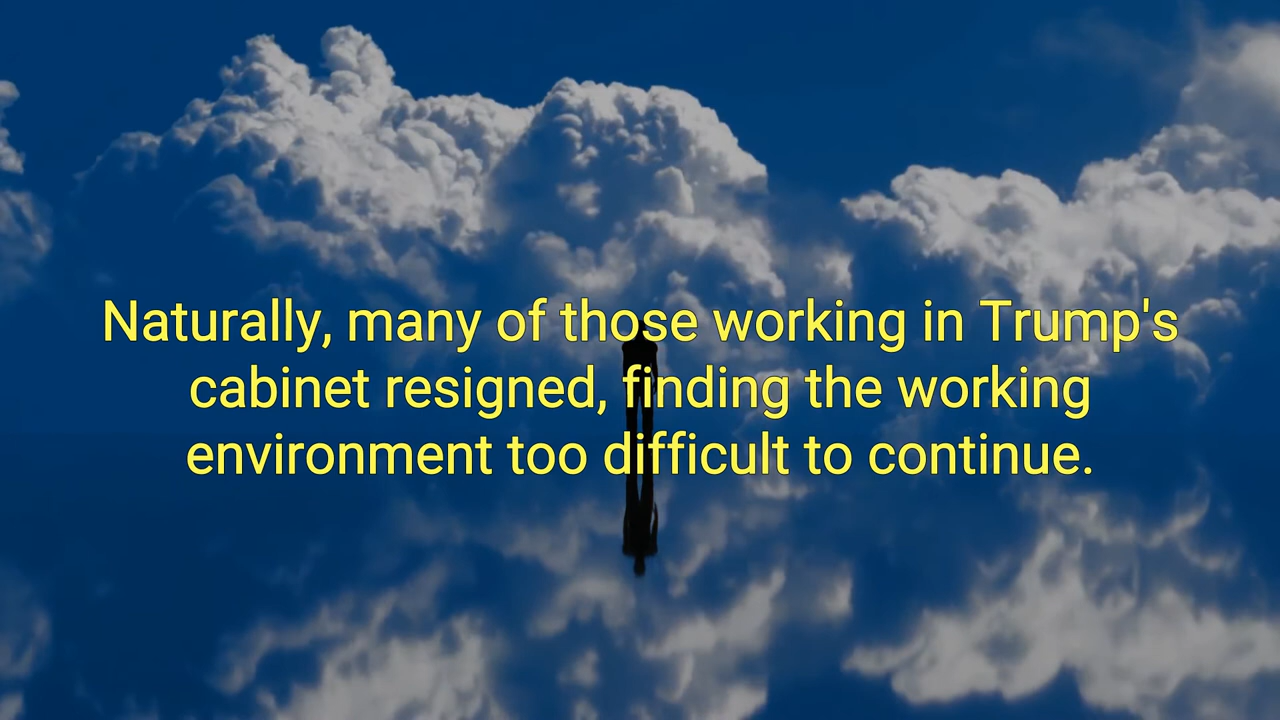 Naturally, many of those working in Trump's
cabinet resigned, finding the working
environment too difficult to continue.